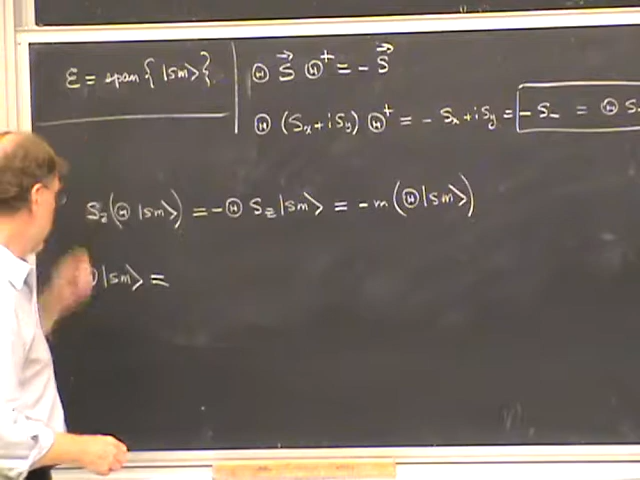 ℰ = span{ |sm⟩ }
Θ S⃗ Θ† = - S⃗
Θ (Sx + iSy) Θ† = - Sx + iSy = - S₋ = Θ S
Sz(Θ |sm⟩) = -Θ Sz|sm⟩ = -m(Θ|sm⟩)
|sm⟩ =